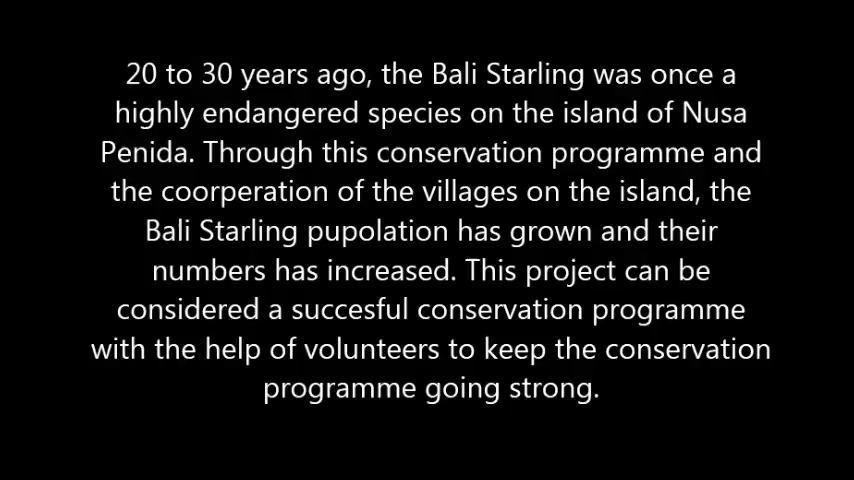 20 to 30 years ago, the Bali Starling was once a
highly endangered species on the island of Nusa
Penida. Through this conservation programme and
the coorperation of the villages on the island, the
Bali Starling pupolation has grown and their
numbers has increased. This project can be
considered a succesful conservation programme
with the help of volunteers to keep the conservation
programme going strong.